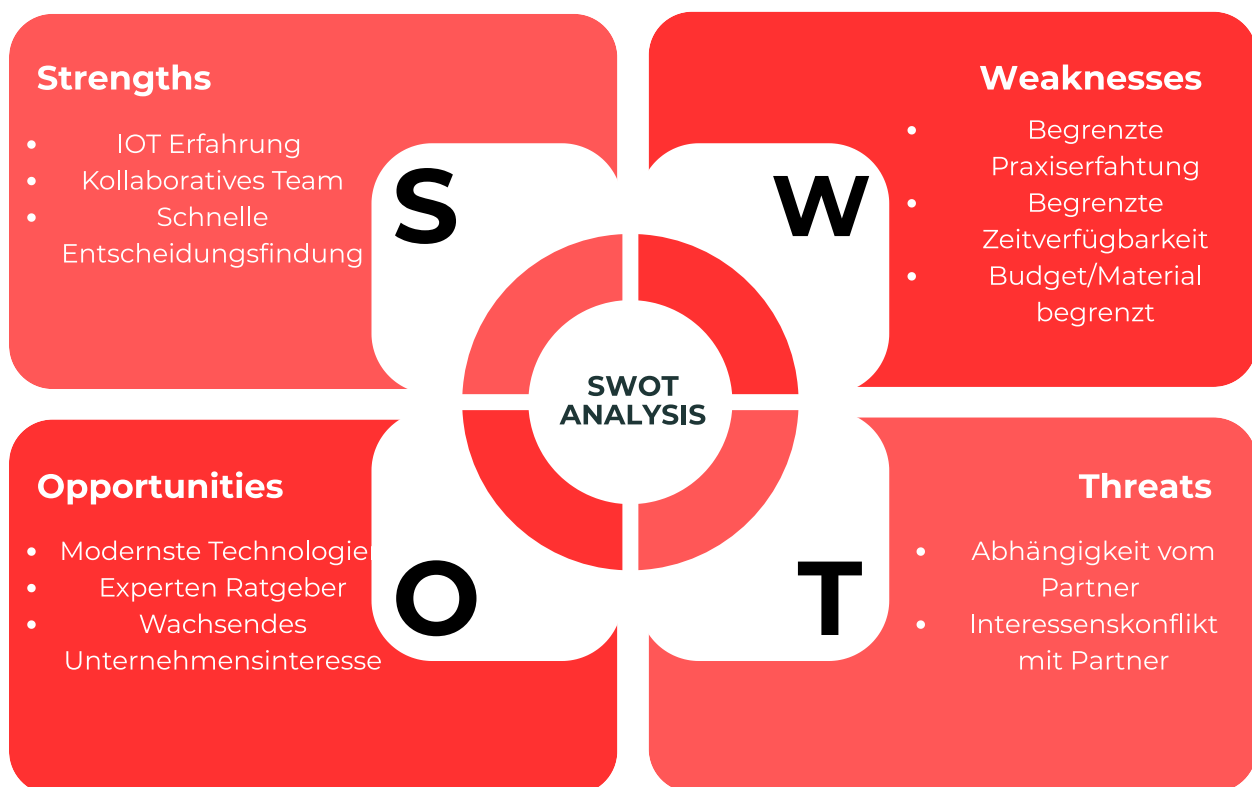 Strengths
• IOT Erfahrung
• Kollaboratives Team
• Schnelle
Entscheidungsfindung
S
Weaknesses
• Begrenzte
Praxiserfahtung
• Begrenzte
Zeitverfügbarkeit
• Budget/Material
begrenzt
W
SWOT
ANALYSIS
Opportunities
• Modernste Technologie
• Experten Ratgeber
• Wachsendes
Unternehmensinteresse
O
Threats
• Abhängigkeit vom
Partner
• Interessenskonflikt
mit Partner
T